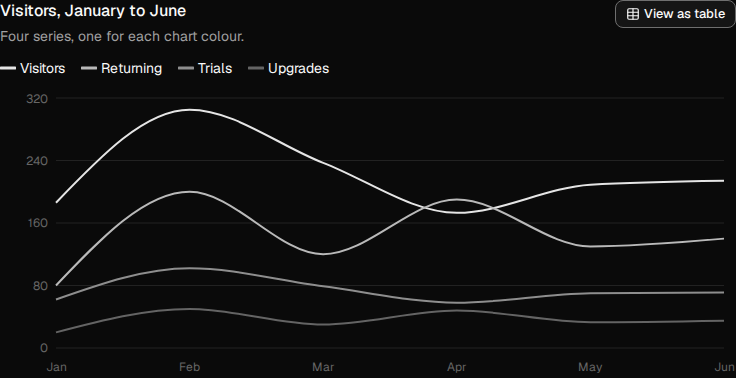 Visitors, January to June
View as table
Four series, one for each chart colour.
Visitors Returning Trials Upgrades
320
240
160
80
0
Jan Feb Mar Apr May Jun